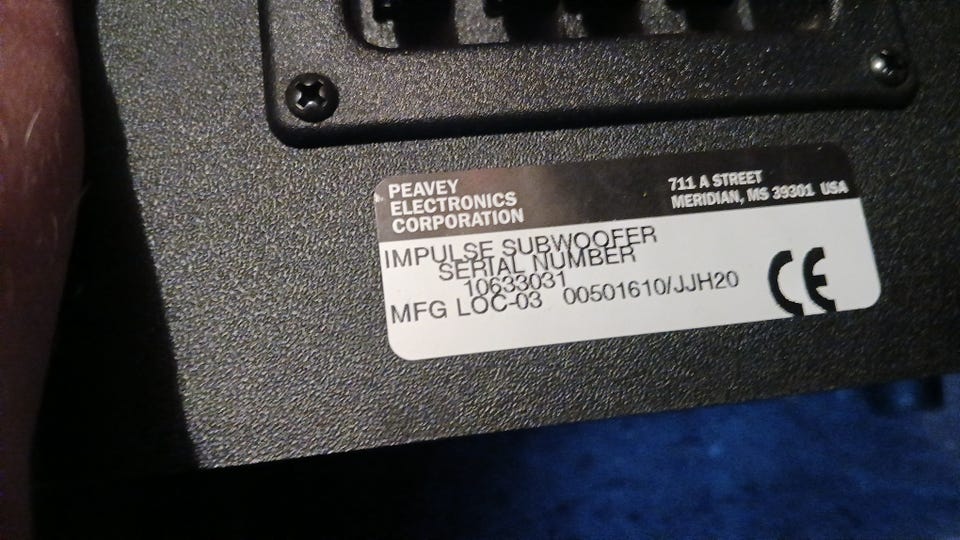 PEAVEY
ELECTRONICS
CORPORATION
711 A STREET
MERIDIAN, MS 39301 USA
IMPULSE SUBWOOFER
SERIAL NUMBER
10633031
MFG LOC-03 00501610/JJH20
CE